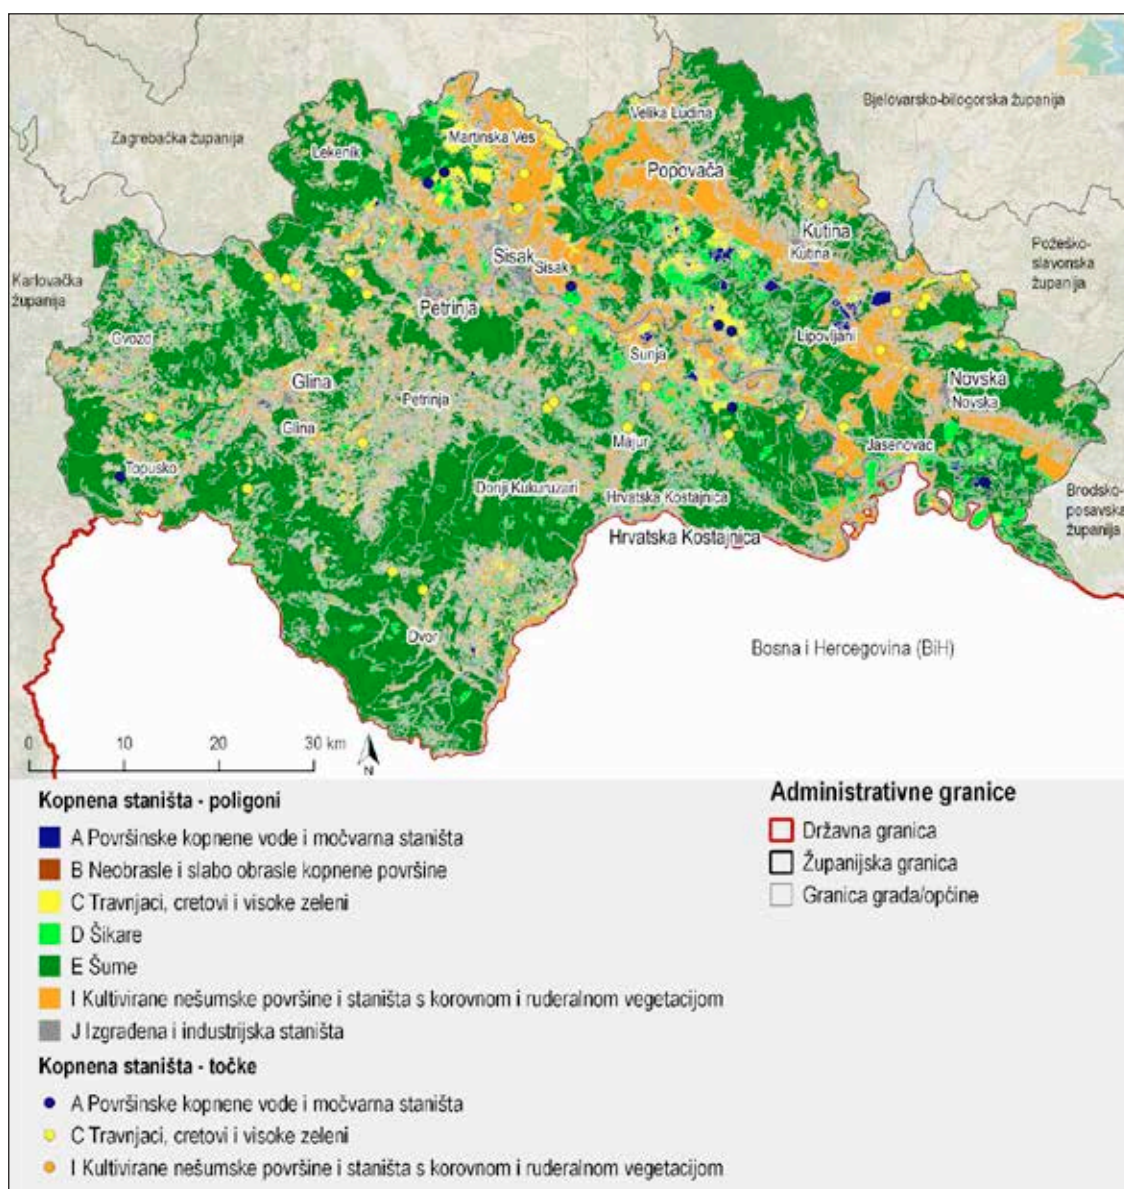 Bjelovarsko-bilogorska županija
Velika Ludina
Zagrebačka županija
Martinska Ves
Lekenik
Popovača
Kutina
Kutina
Požeško-
slavonska
županija
Sisak
Sisak
Karlovačka
županija
Petrinja
Gvozd
Lipovljani
Sunja
Glina
Novska
Petrinja
Novska
Glina
Majur
Jasenovac
Topusko
Donji Kukuruzari
Hrvatska Kostajnica
Brodsko-
posavska
županija
Hrvatska Kostajnica
Dvor
Bosna i Hercegovina (BiH)
0 10 20 30 km
N
Kopnena staništa - poligoni
A Površinske kopnene vode i močvarna staništa
B Neobrasle i slabo obrasle kopnene površine
C Travnjaci, cretovi i visoke zeleni
D Šikare
E Šume
I Kultivirane nešumske površine i staništa s korovnom i ruderalnom vegetacijom
J Izgrađena i industrijska staništa
Kopnena staništa - točke
A Površinske kopnene vode i močvarna staništa
C Travnjaci, cretovi i visoke zeleni
I Kultivirane nešumske površine i staništa s korovnom i ruderalnom vegetacijom
Administrativne granice
Državna granica
Županijska granica
Granica grada/općine